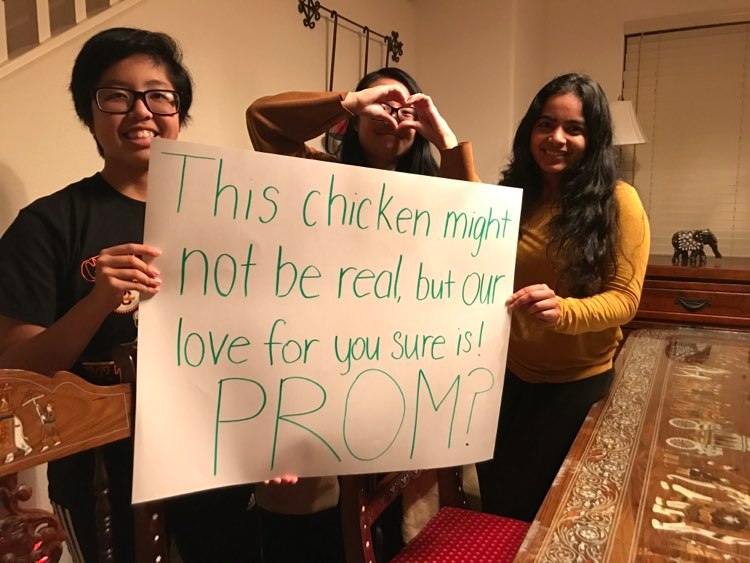 This chicken might
not be real, but our
love for you sure is!
PROM?